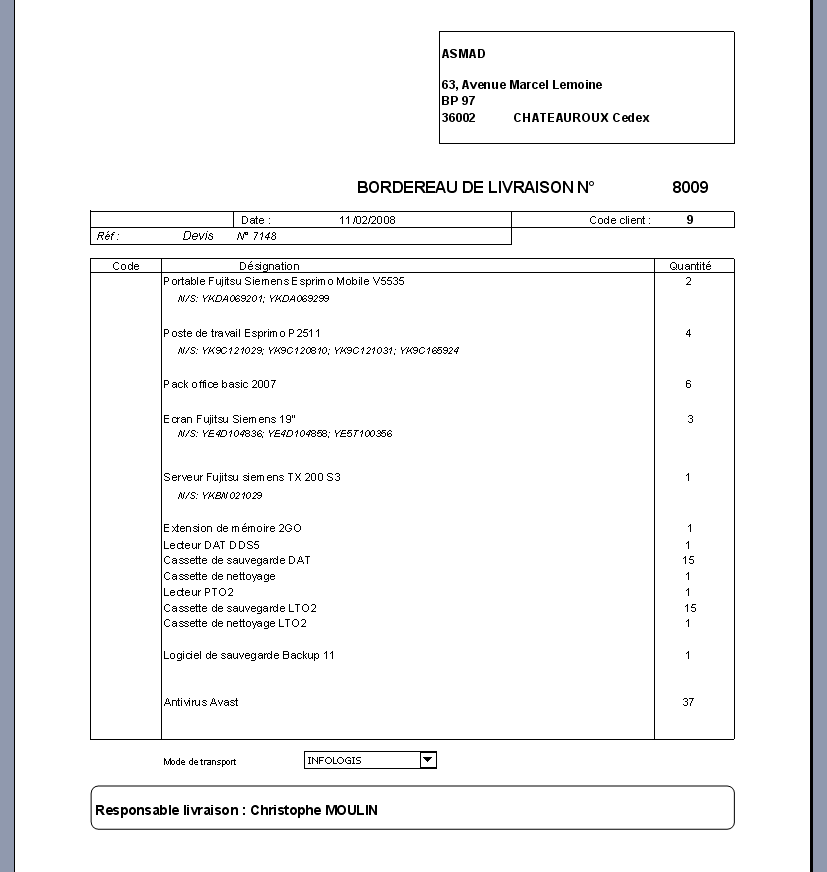 ASMAD
63, Avenue Marcel Lemoine
BP 97
36002 CHATEAUROUX Cedex
BORDEREAU DE LIVRAISON N° 8009
Date : 11/02/2008 Code client : 9
Réf : Devis N° 7148
Code Désignation Quantité
Portable Fujitsu Siemens Esprimo Mobile V5535 2
N/S: YKDA069201; YKDA069299
Poste de travail Esprimo P2511 4
N/S: YK9C121029; YK9C120810; YK9C121031; YK9C165924
Pack office basic 2007 6
Ecran Fujitsu Siemens 19" 3
N/S: YE4D104836; YE4D104858; YE5T100356
Serveur Fujitsu siemens TX 200 S3 1
N/S: YKBN021029
Extension de mémoire 2GO 1
Lecteur DAT DDS5 1
Cassette de sauvegarde DAT 15
Cassette de nettoyage 1
Lecteur PTO2 1
Cassette de sauvegarde LTO2 15
Cassette de nettoyage LTO2 1
Logiciel de sauvegarde Backup 11 1
Antivirus Avast 37
Mode de transport INFOLOGIS
Responsable livraison : Christophe MOULIN